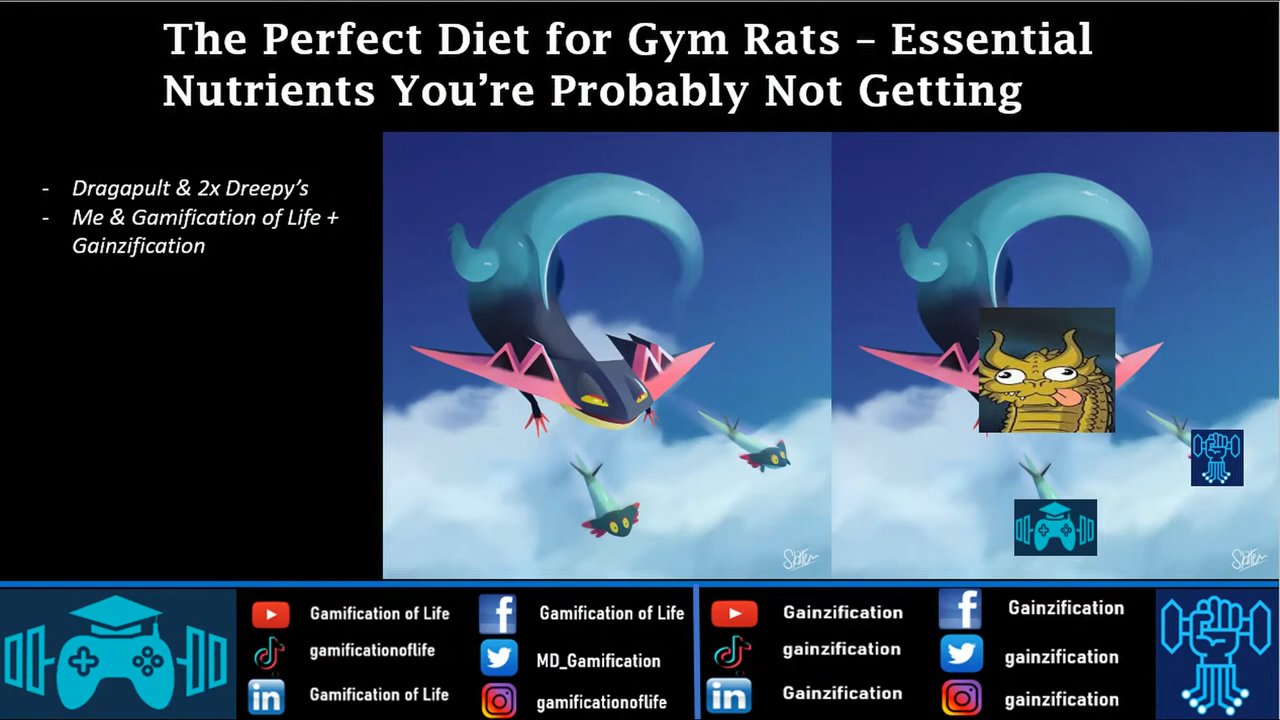 The Perfect Diet for Gym Rats – Essential
Nutrients You’re Probably Not Getting
- Dragapult & 2x Dreepy’s
- Me & Gamification of Life +
Gainzification
Gamification of Life
gamificationoflife
Gamification of Life
Gamification of Life
MD_Gamification
gamificationoflife
Gainzification
gainzification
Gainzification
Gainzification
gainzification
gainzification